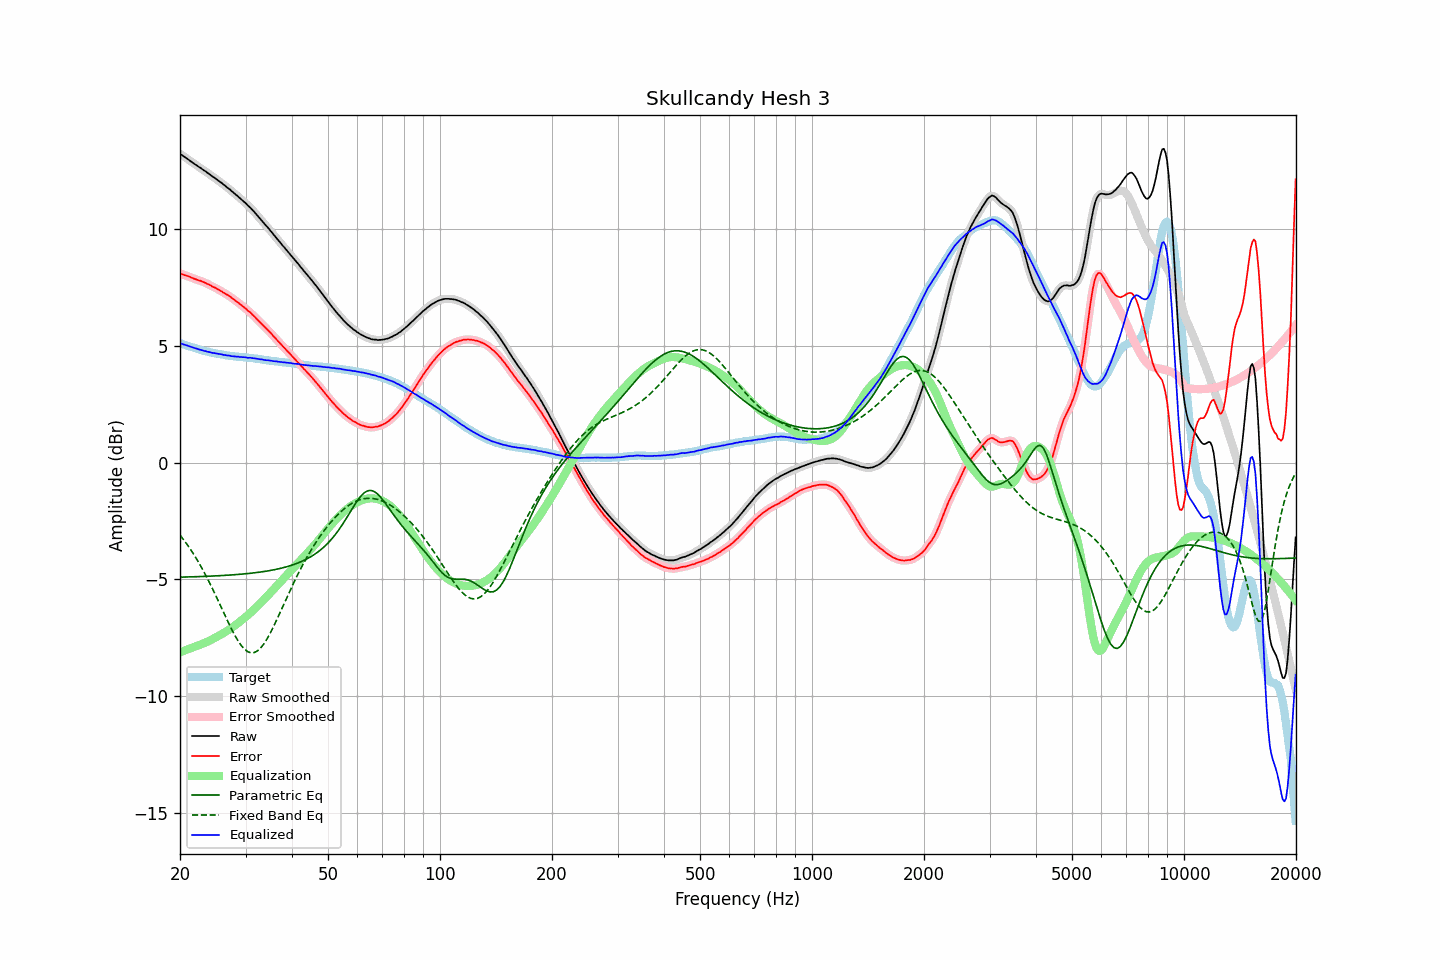 Skullcandy Hesh 3
Amplitude (dBr)
10
5
0
−5
−10
−15
Target
Raw Smoothed
Error Smoothed
Raw
Error
Equalization
Parametric Eq
Fixed Band Eq
Equalized
20 50 100 200 500 1000 2000 5000 10000 20000
Frequency (Hz)